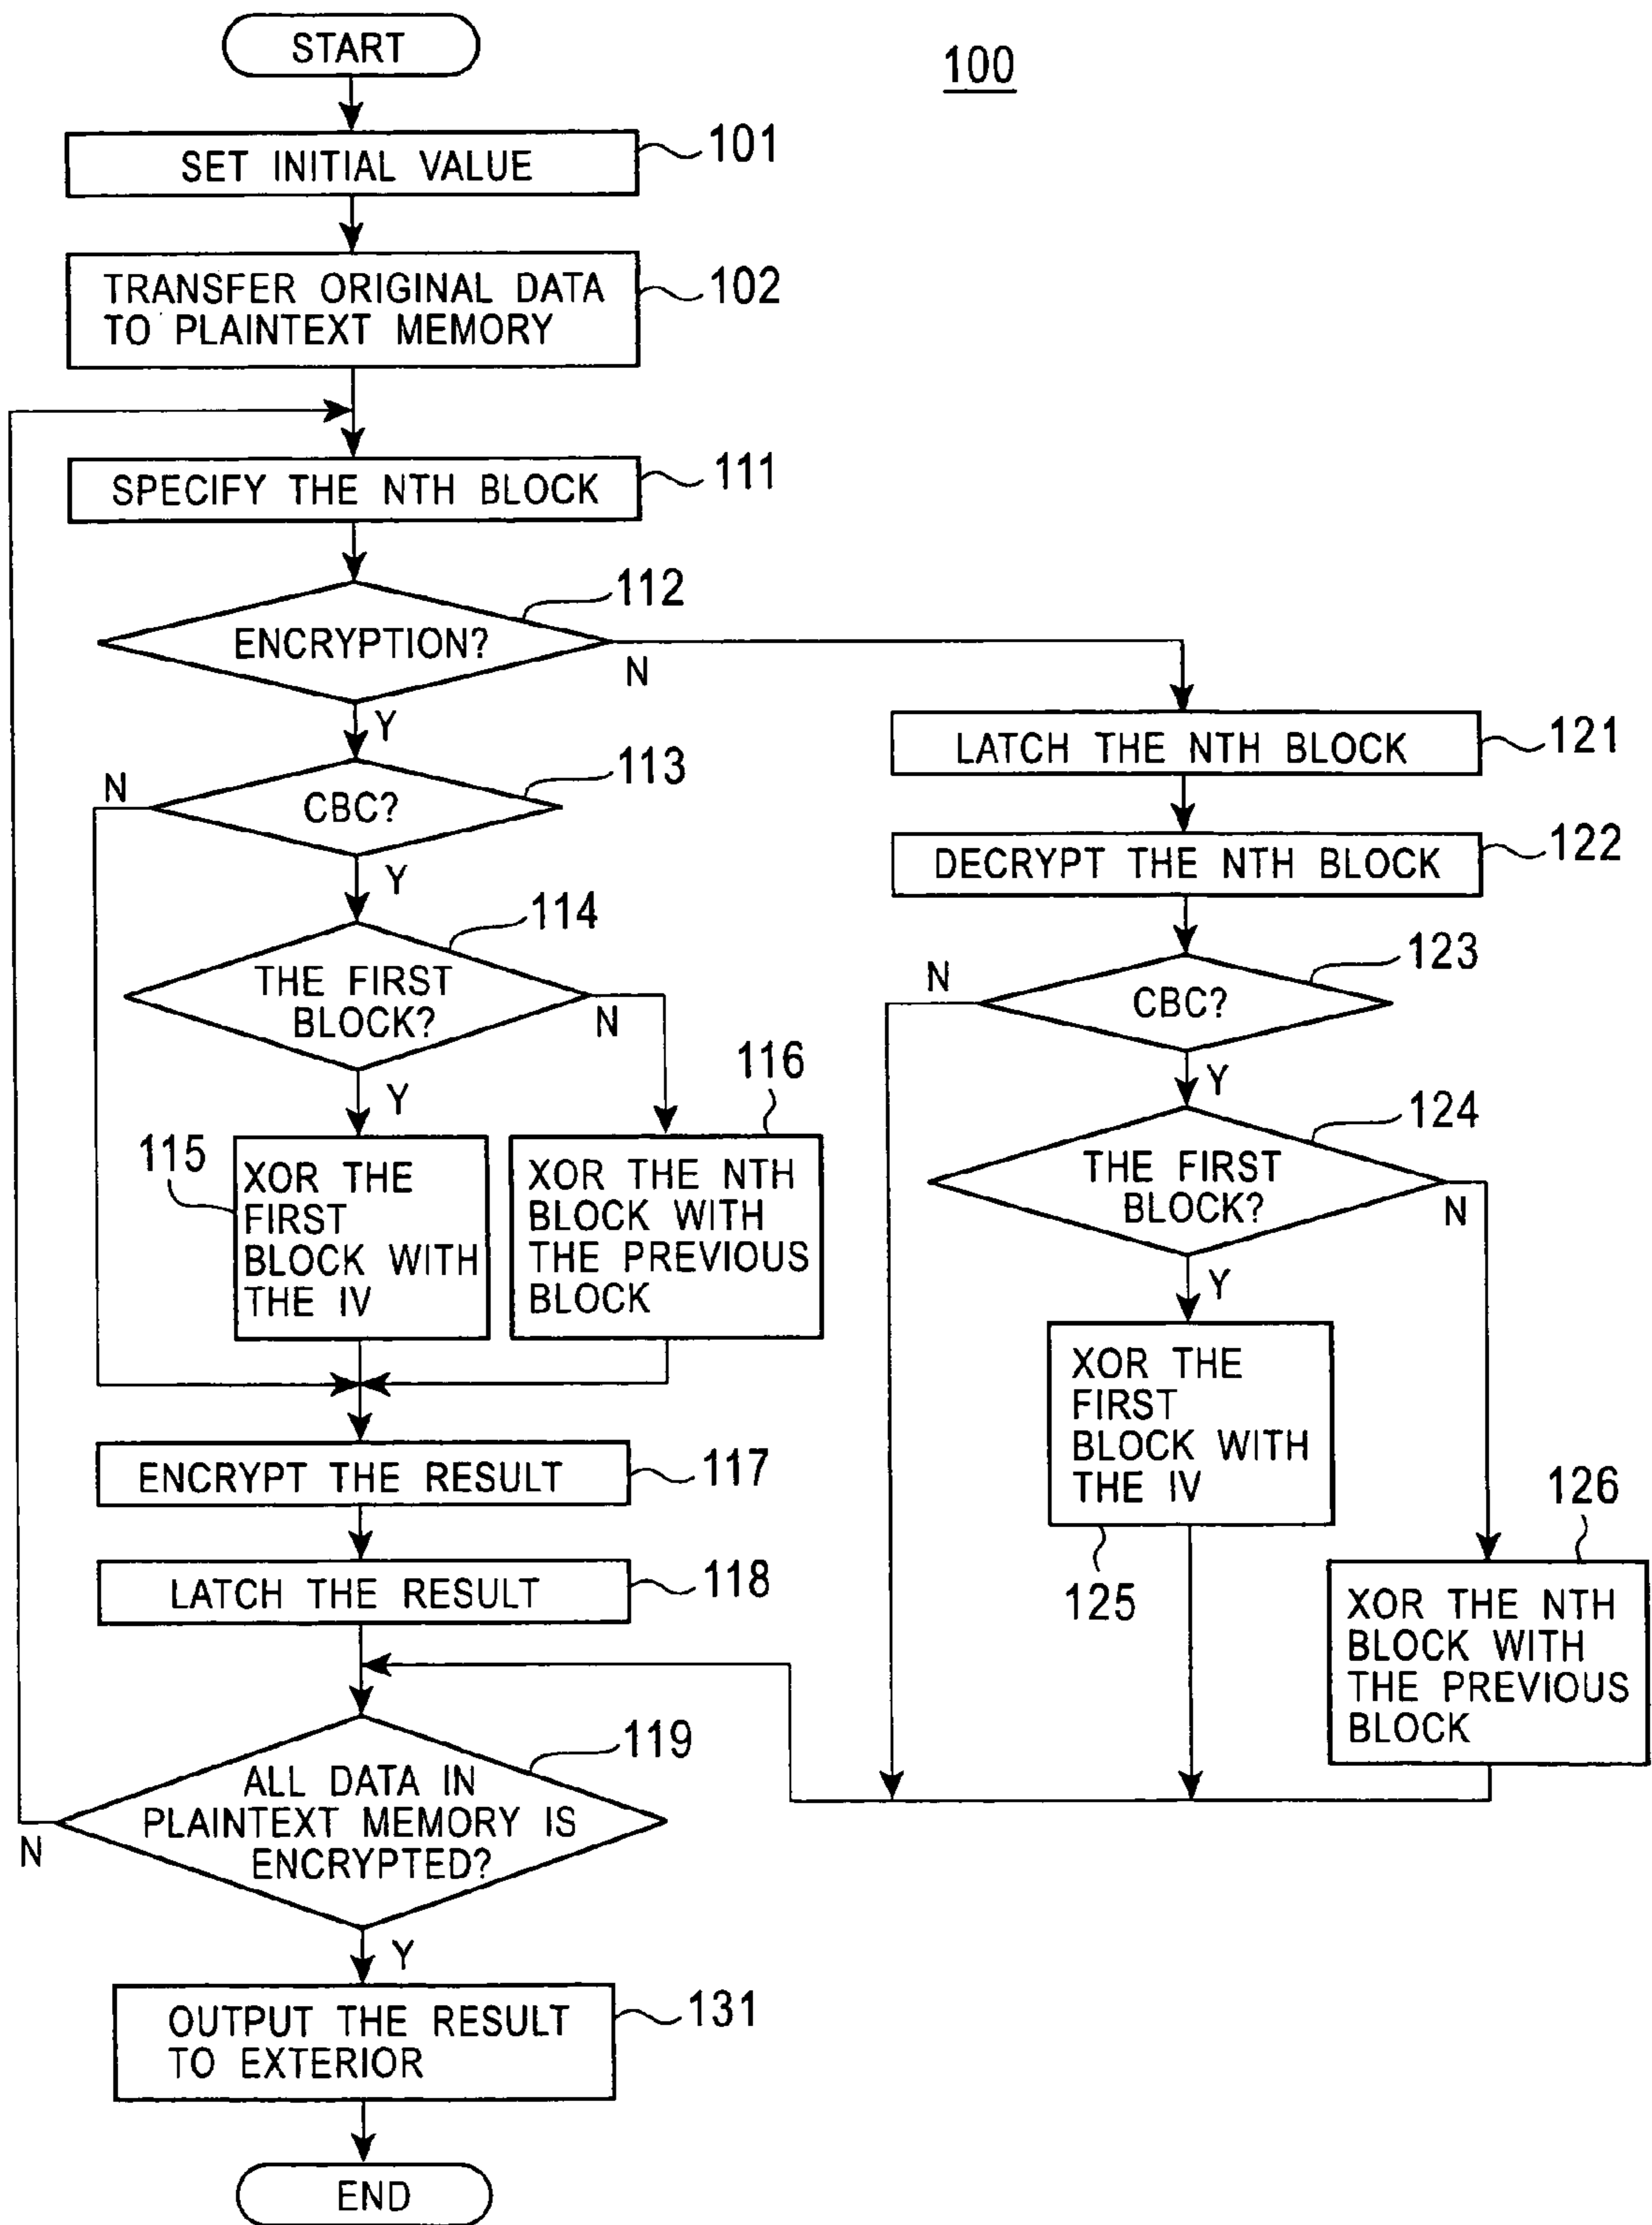 START
100
SET INITIAL VALUE
101
TRANSFER ORIGINAL DATA
TO PLAINTEXT MEMORY
102
SPECIFY THE NTH BLOCK
111
112
ENCRYPTION?
N
Y
113
N
CBC?
Y
114
THE FIRST
BLOCK?
N
Y
115
XOR THE
FIRST
BLOCK WITH
THE IV
116
XOR THE NTH
BLOCK WITH
THE PREVIOUS
BLOCK
ENCRYPT THE RESULT
117
LATCH THE RESULT
118
119
ALL DATA IN
PLAINTEXT MEMORY IS
ENCRYPTED?
N
Y
OUTPUT THE RESULT
TO EXTERIOR
131
END
LATCH THE NTH BLOCK
121
DECRYPT THE NTH BLOCK
122
123
N
CBC?
Y
124
THE FIRST
BLOCK?
N
Y
XOR THE
FIRST
BLOCK WITH
THE IV
125
126
XOR THE NTH
BLOCK WITH
THE PREVIOUS
BLOCK